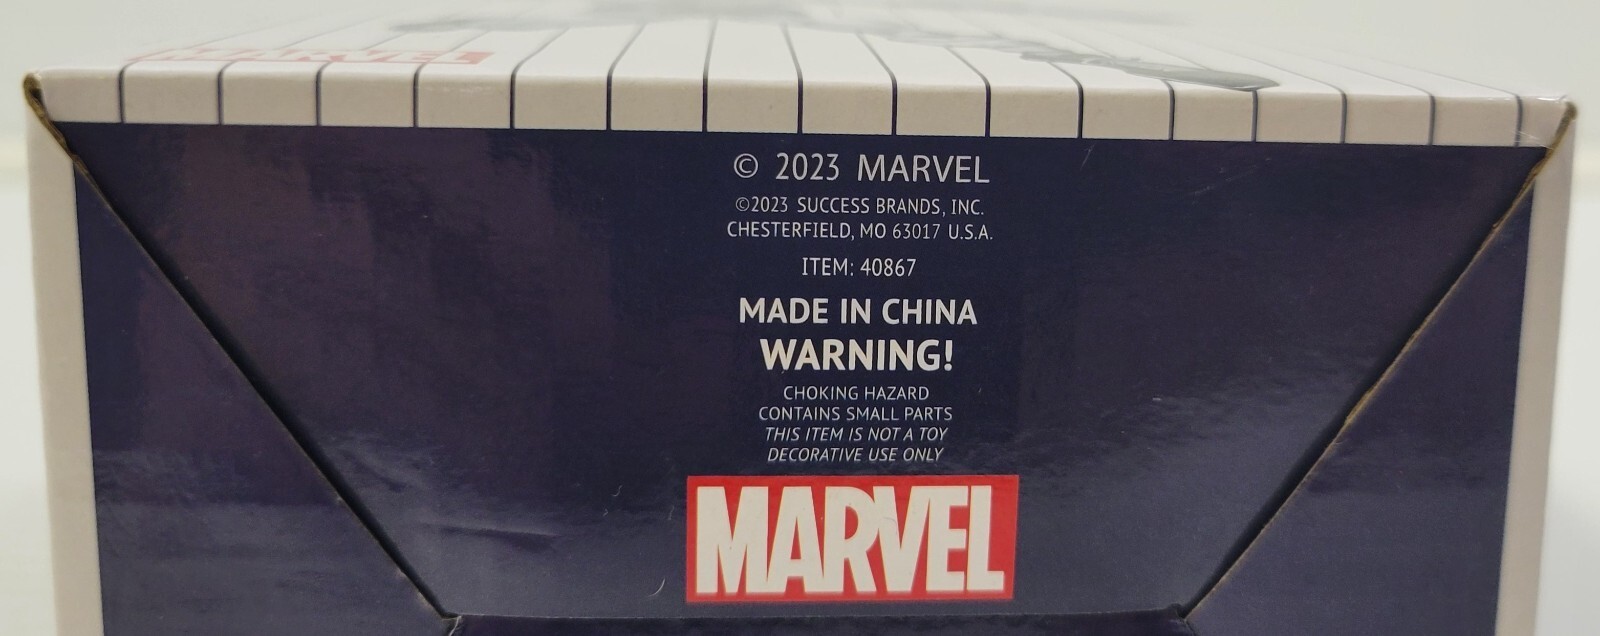 MARVEL
© 2023 MARVEL
©2023 SUCCESS BRANDS, INC.
CHESTERFIELD, MO 63017 U.S.A.
ITEM: 40867
MADE IN CHINA
WARNING!
CHOKING HAZARD
CONTAINS SMALL PARTS
THIS ITEM IS NOT A TOY
DECORATIVE USE ONLY
MARVEL